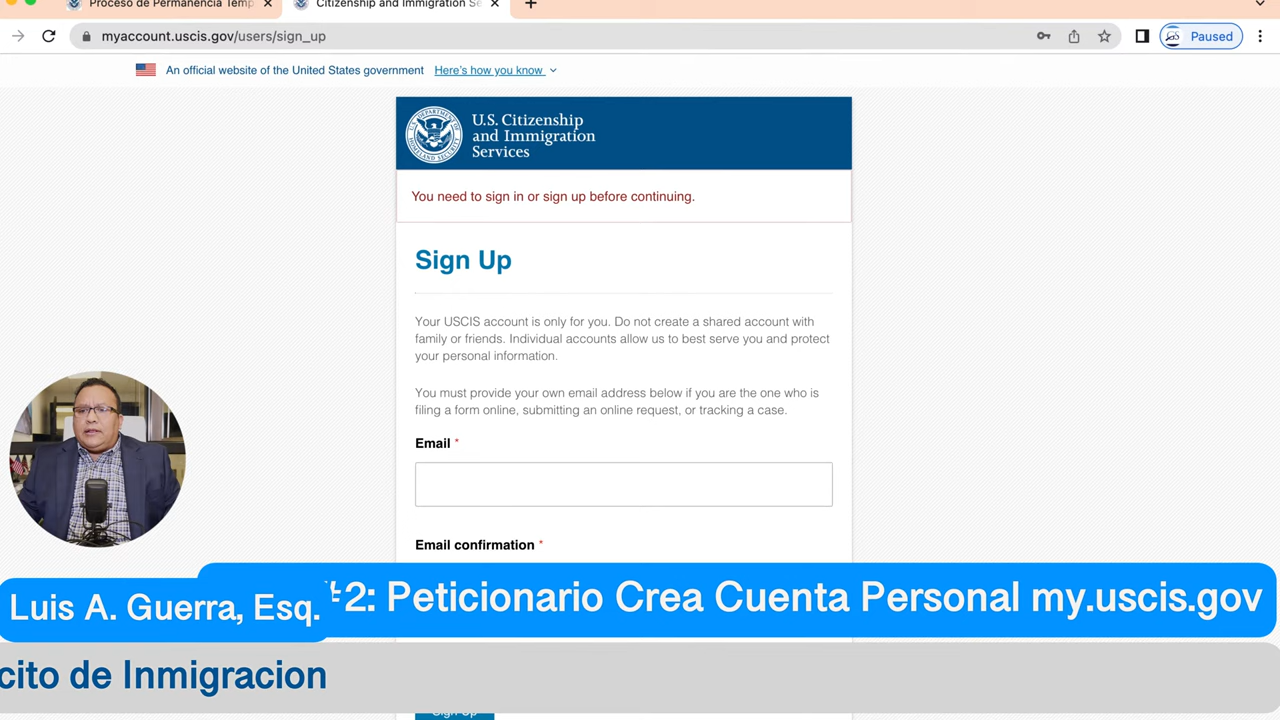 Proceso de Permanencia Temp
Citizenship and Immigration Se
myaccount.uscis.gov/users/sign_up
Paused
An official website of the United States government Here's how you know
U.S. Citizenship
and Immigration
Services
You need to sign in or sign up before continuing.
Sign Up
Your USCIS account is only for you. Do not create a shared account with
family or friends. Individual accounts allow us to best serve you and protect
your personal information.
You must provide your own email address below if you are the one who is
filing a form online, submitting an online request, or tracking a case.
Email *
Email confirmation *
#2: Peticionario Crea Cuenta Personal my.uscis.gov
Luis A. Guerra, Esq.
cito de Inmigracion
Sign Up